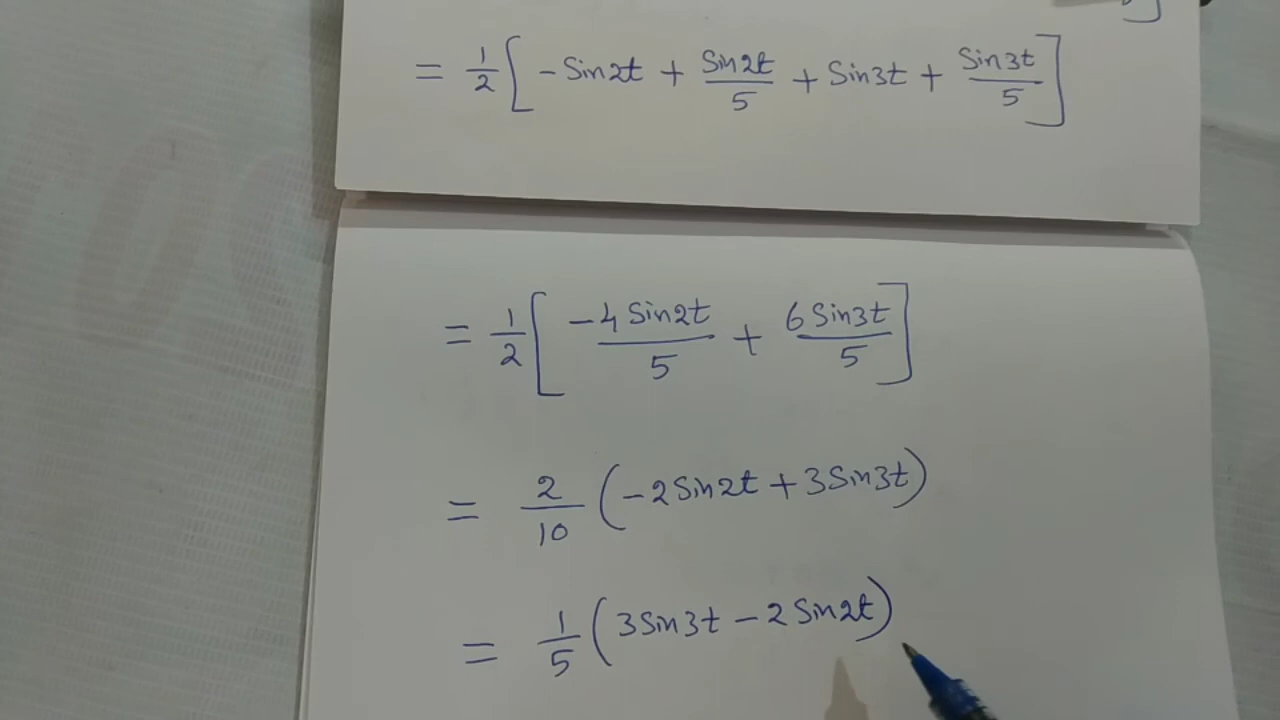 = 1/2 [ - Sin2t + Sin2t/5 + Sin3t + Sin3t/5 ]
= 1/2 [ -4 Sin2t/5 + 6 Sin3t/5 ]
= 2/10 ( -2 Sin2t + 3 Sin3t )
= 1/5 ( 3 Sin3t - 2 Sin2t )